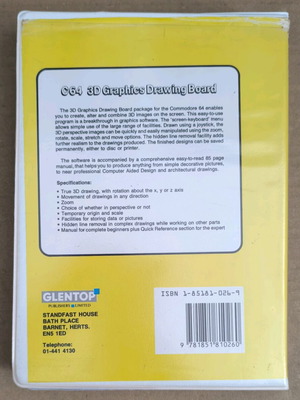 C64 3D Graphics Drawing Board
The 3D Graphics Drawing Board package for the Commodore 64 enables
you to create, alter and combine 3D images on the screen. This easy-to-use
program is a breakthrough in graphics software. The 'screen-keyboard' menu
allows simple use of the large range of facilities. Drawn using a joystick, the
3D perspective images can be quickly and easily manipulated using the zoom,
rotate, scale, stretch and move options. The hidden line removal facility adds
further realism to the drawings produced. The finished designs can be saved
permanently, either to disc or printer.
The software is accompanied by a comprehensive easy-to-read 85 page
manual, that helps you to produce anything from simple decorative pictures,
to near professional Computer Aided Design and architectural drawings.
Specifications:
* True 3D drawing, with rotation about the x, y or z axis
* Movement of drawings in any direction
* Zoom
* Choice of whether in perspective or not
* Temporary origin and scale
* Facilities for storing data or pictures
* Hidden line removal in complex drawings while working on other parts
* Manual for complete beginners plus Quick Reference section for the expert
GLENTOP
PUBLISHERS LIMITED
STANDFAST HOUSE
BATH PLACE
BARNET, HERTS.
EN5 1ED
Telephone:
01-441 4130
ISBN 1-85181-026-9
9 781851 810260